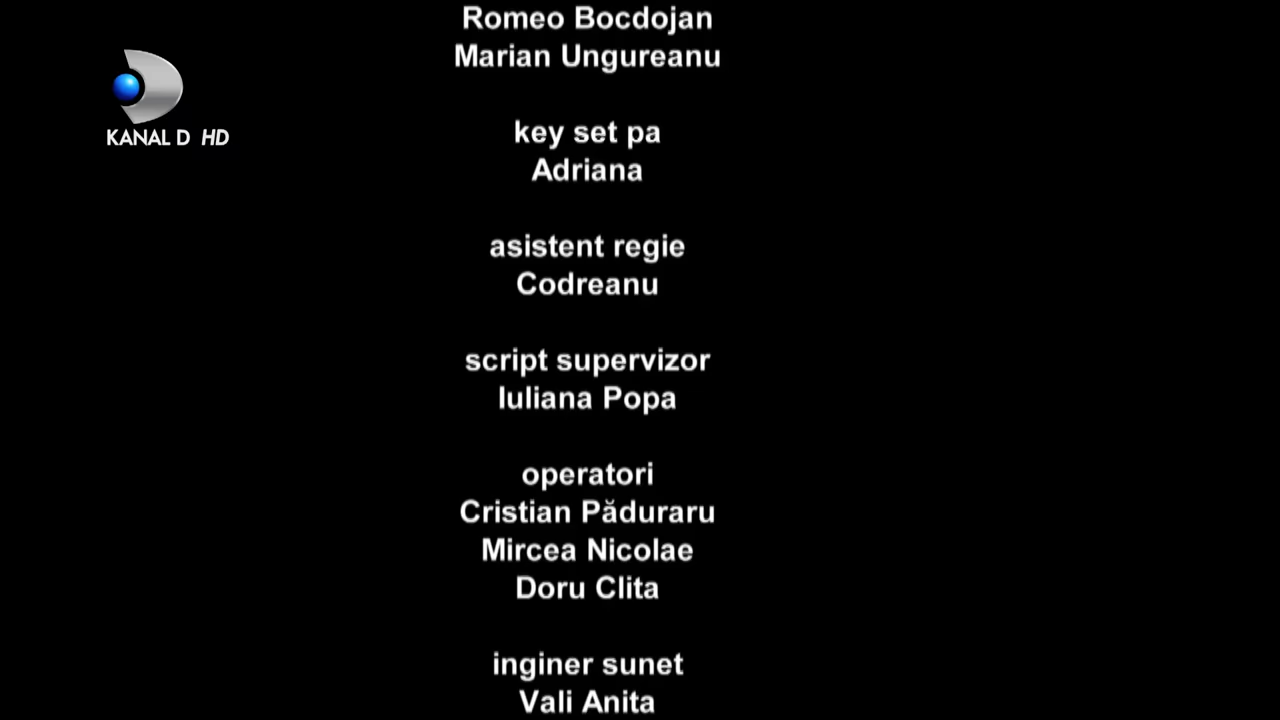 Romeo Bocdojan
Marian Ungureanu
KANAL D HD
key set pa
Adriana
asistent regie
Codreanu
script supervizor
Iuliana Popa
operatori
Cristian Păduraru
Mircea Nicolae
Doru Clita
inginer sunet
Vali Anita